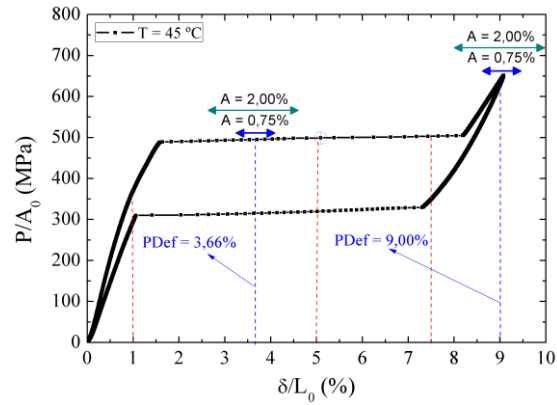 800
700
600
500
400
300
200
100
0
P/A₀ (MPa)
T = 45 ºC
A = 2,00%
A = 0,75%
A = 2,00%
A = 0,75%
PDef = 3,66%
PDef = 9,00%
0 1 2 3 4 5 6 7 8 9 10
δ/L₀ (%)